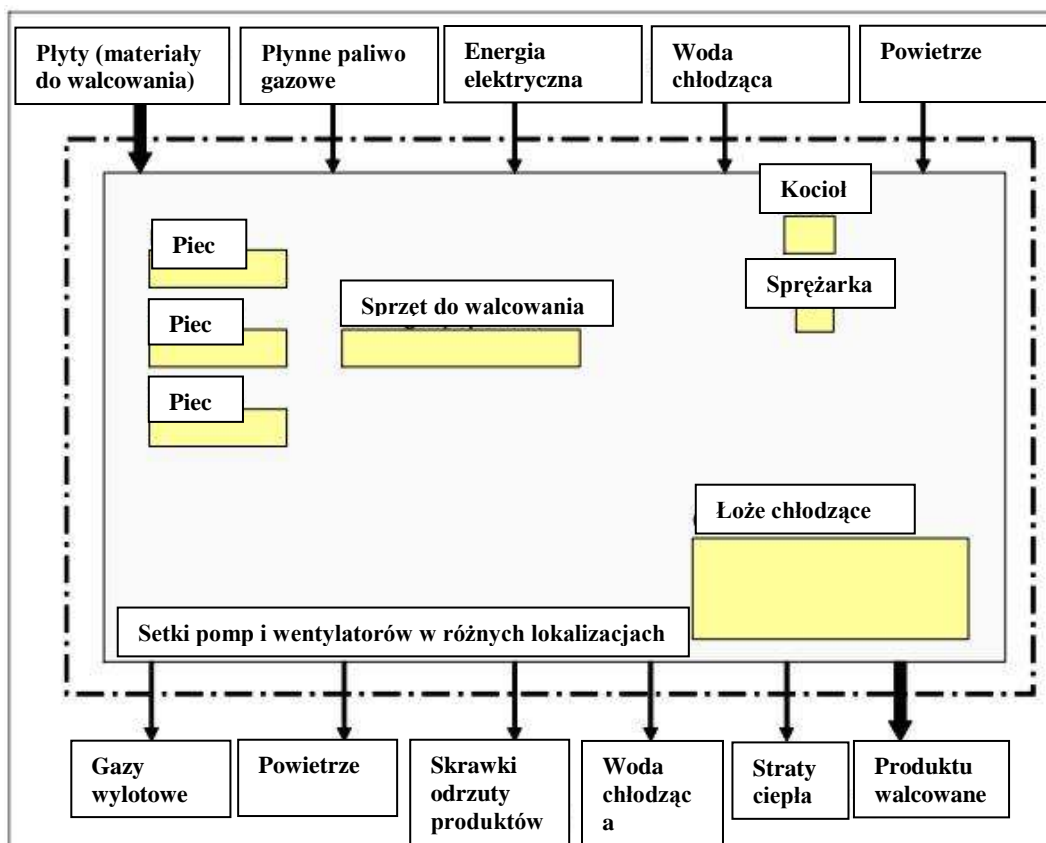 Płyty (materiały
do walcowania)
Płynne paliwo
gazowe
Energia
elektryczna
Woda
chłodząca
Powietrze
Kocioł
Piec
Sprężarka
Sprzęt do walcowania
Piec
Piec
Łoże chłodzące
Setki pomp i wentylatorów w różnych lokalizacjach
Gazy
wylotowe
Powietrze
Skrawki
odrzuty
produktów
Woda
chłodząc
a
Straty
ciepła
Produktu
walcowane